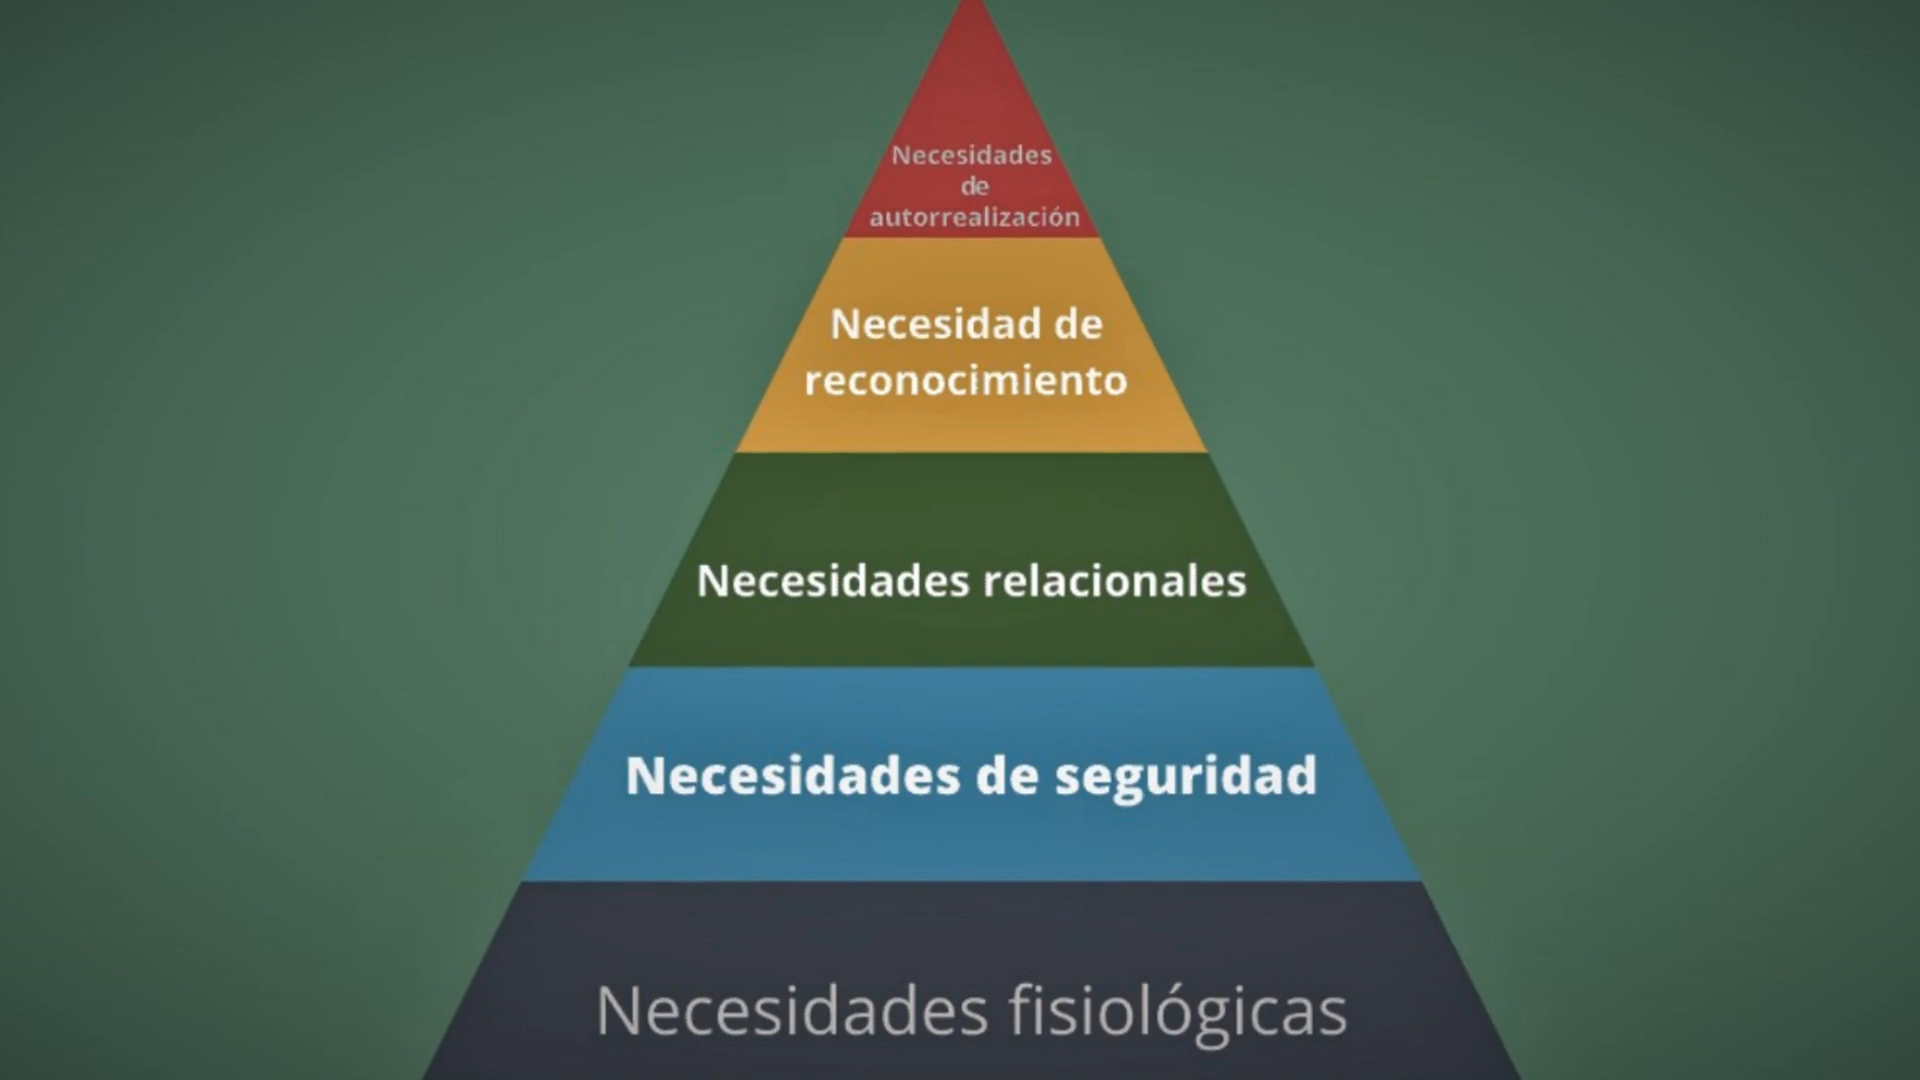 Necesidades
de
autorrealización
Necesidad de
reconocimiento
Necesidades relacionales
Necesidades de seguridad
Necesidades fisiológicas